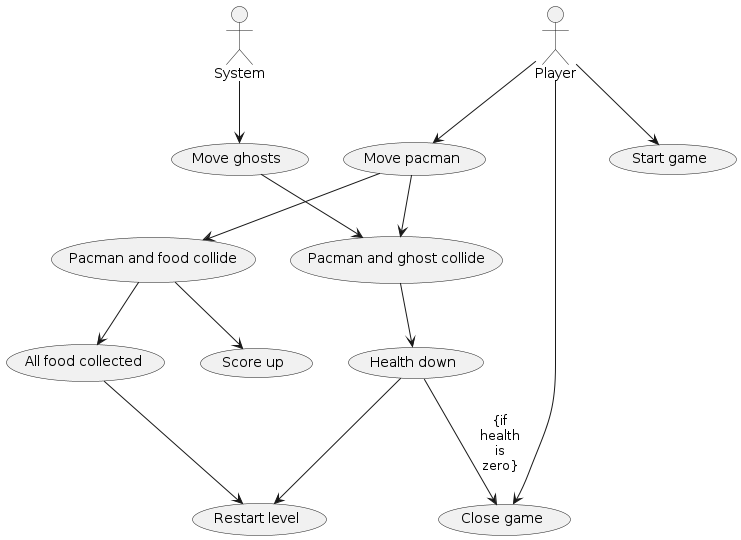 System
Player
Move ghosts
Move pacman
Start game
Pacman and food collide
Pacman and ghost collide
All food collected
Score up
Health down
{if
health
is
zero}
Restart level
Close game